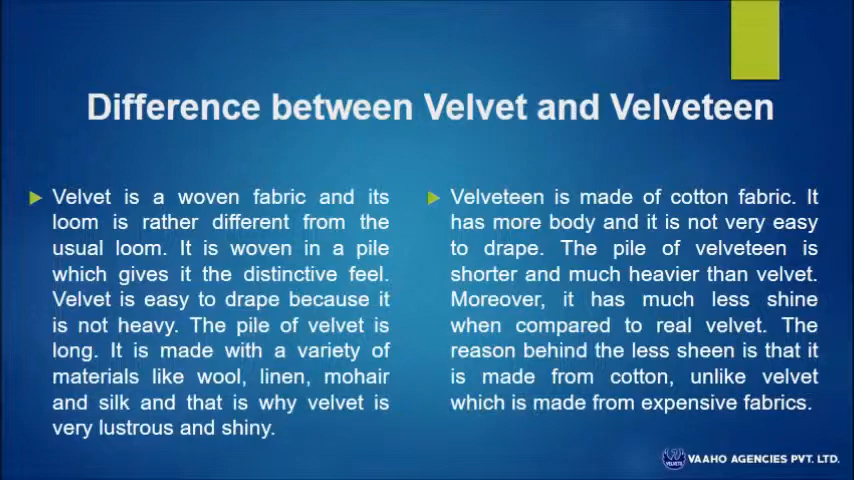 Difference between Velvet and Velveteen
Velvet is a woven fabric and its
loom is rather different from the
usual loom. It is woven in a pile
which gives it the distinctive feel.
Velvet is easy to drape because it
is not heavy. The pile of velvet is
long. It is made with a variety of
materials like wool, linen, mohair
and silk and that is why velvet is
very lustrous and shiny.
Velveteen is made of cotton fabric. It
has more body and it is not very easy
to drape. The pile of velveteen is
shorter and much heavier than velvet.
Moreover, it has much less shine
when compared to real velvet. The
reason behind the less sheen is that it
is made from cotton, unlike velvet
which is made from expensive fabrics.
VAAHO AGENCIES PVT. LTD.